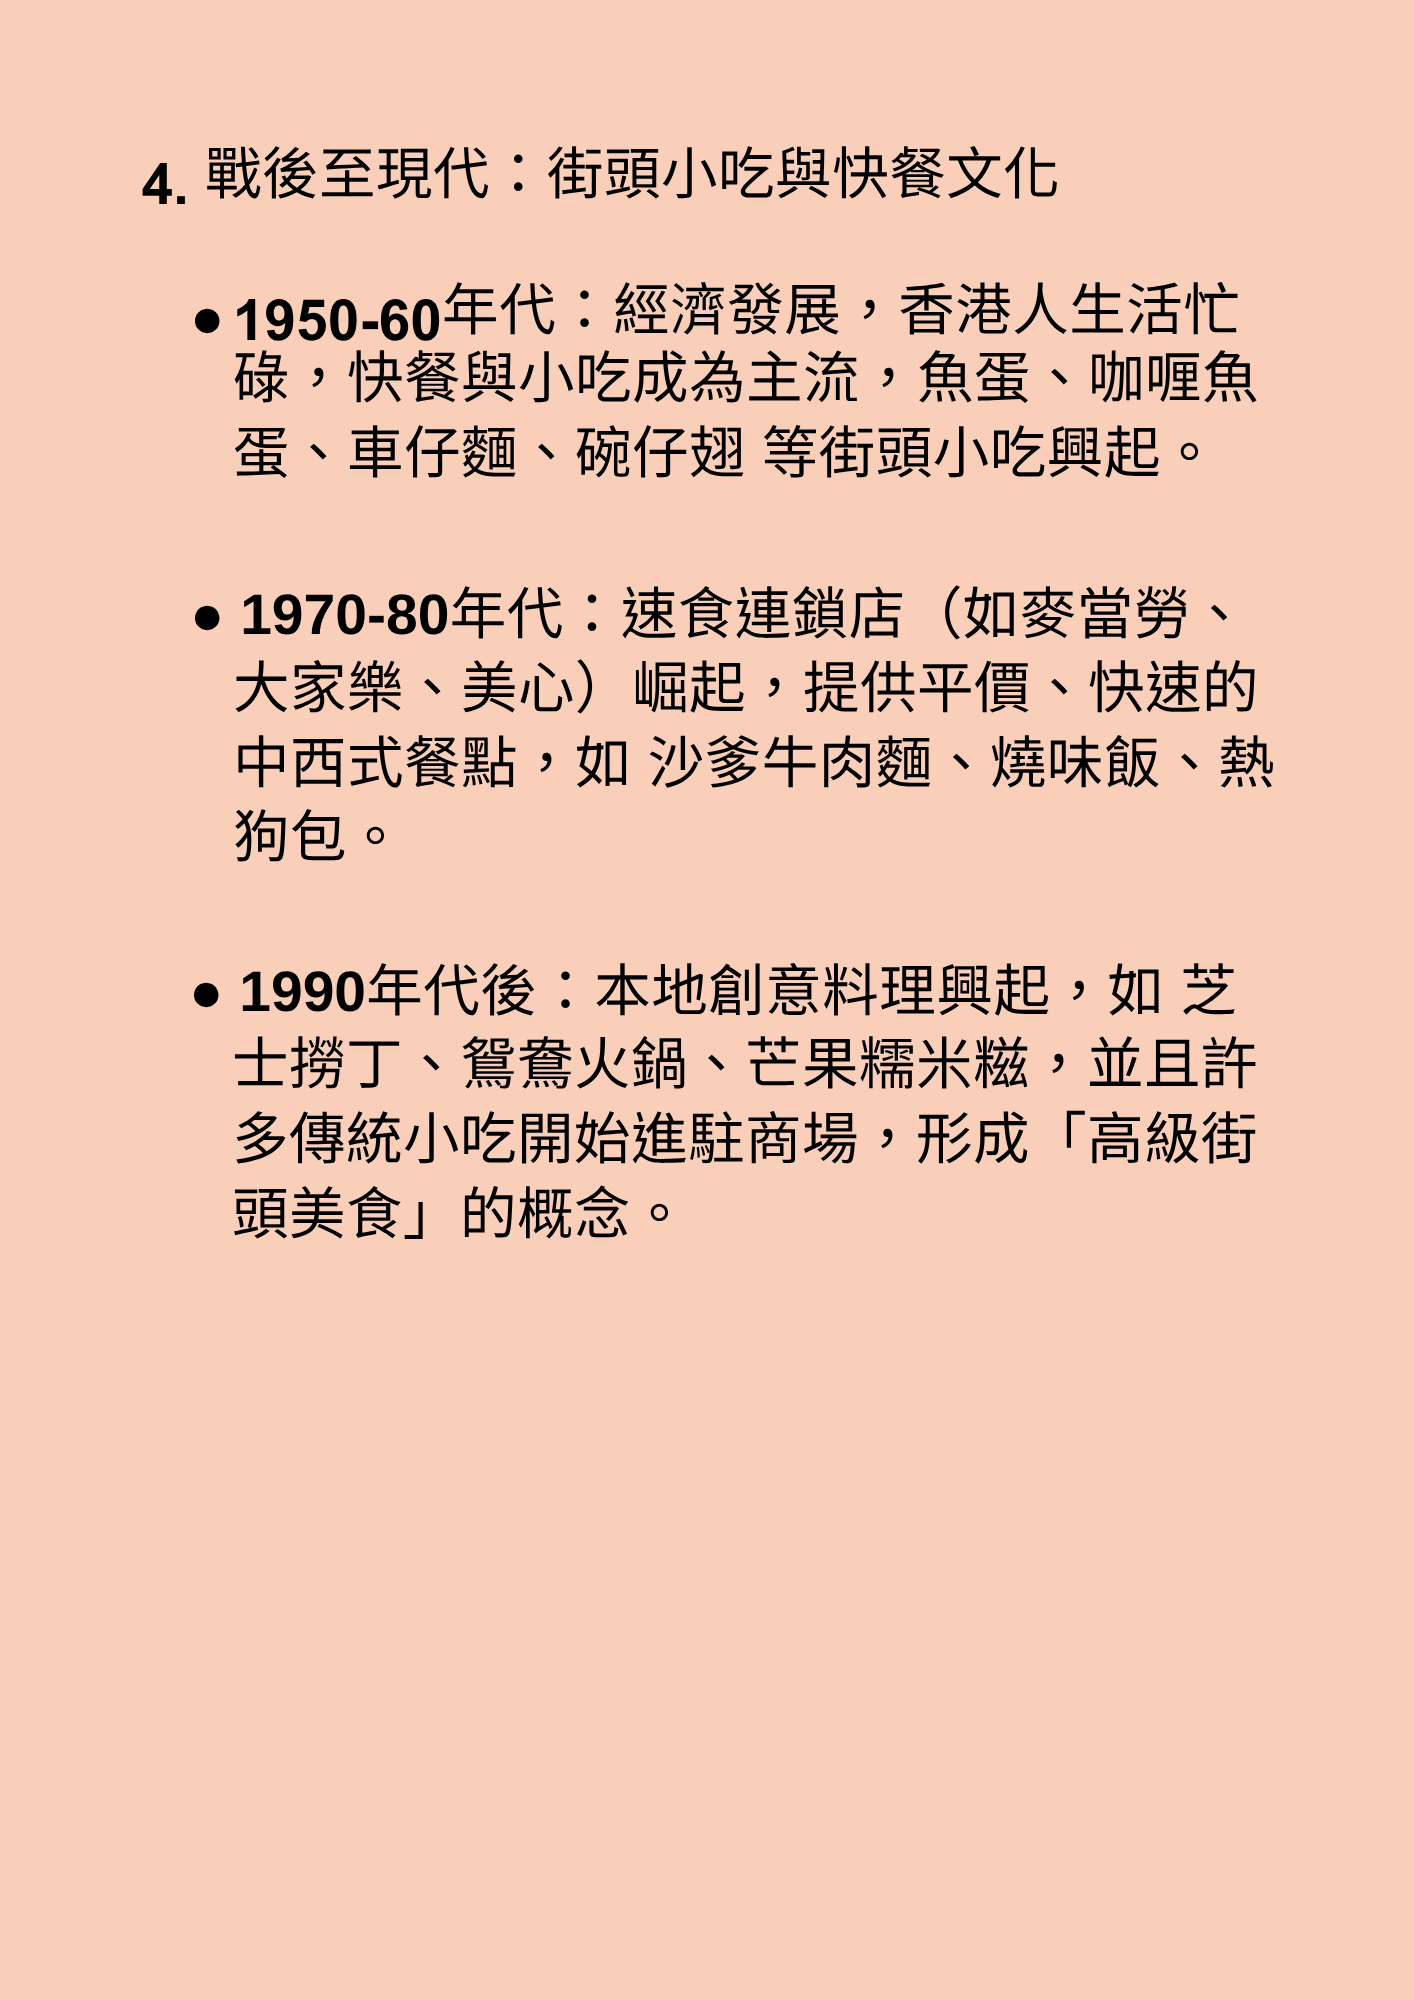 4. 戰後至現代：街頭小吃與快餐文化
● 1950-60年代：經濟發展，香港人生活忙
碌，快餐與小吃成為主流，魚蛋、咖喱魚
蛋、車仔麵、碗仔翅 等街頭小吃興起。
● 1970-80年代：速食連鎖店（如麥當勞、
大家樂、美心）崛起，提供平價、快速的
中西式餐點，如 沙爹牛肉麵、燒味飯、熱
狗包。
● 1990年代後：本地創意料理興起，如 芝
士撈丁、鴛鴦火鍋、芒果糯米糍，並且許
多傳統小吃開始進駐商場，形成「高級街
頭美食」的概念。